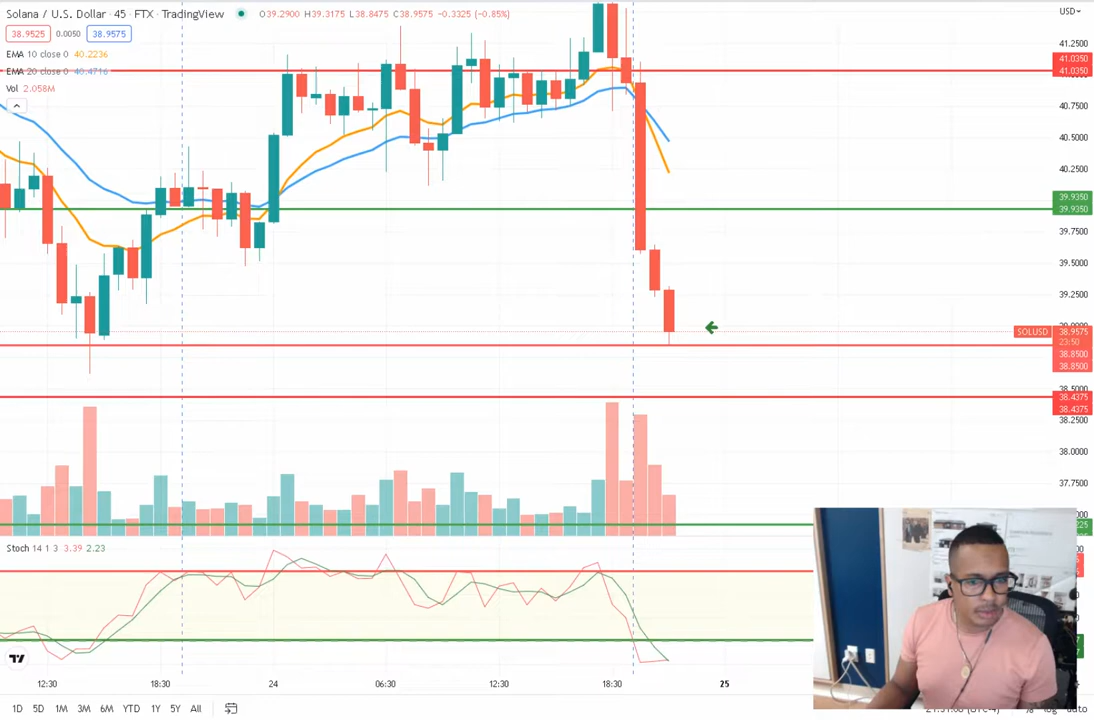 Solana / U.S. Dollar · 45 · FTX · TradingView
O39.2900 H39.3175 L38.8475 C38.9575 -0.3325 (-0.85%)
USD
38.9525 0.0050 38.9575
EMA 10 close 0 40.2236
EMA 20 close 0 40.4716
Vol 2.058M
41.2500
41.0350
41.0350
40.7500
40.5000
40.2500
39.9350
39.9350
39.7500
39.5000
39.2500
SOLUSD 38.9575
23:50
38.8500
38.8500
38.5000
38.4375
38.4375
38.2500
38.0000
37.7500
Stoch 14 1 3 3.39 2.23
12:30 18:30 24 06:30 12:30 18:30 25
1D 5D 1M 3M 6M YTD 1Y 5Y All
% log auto